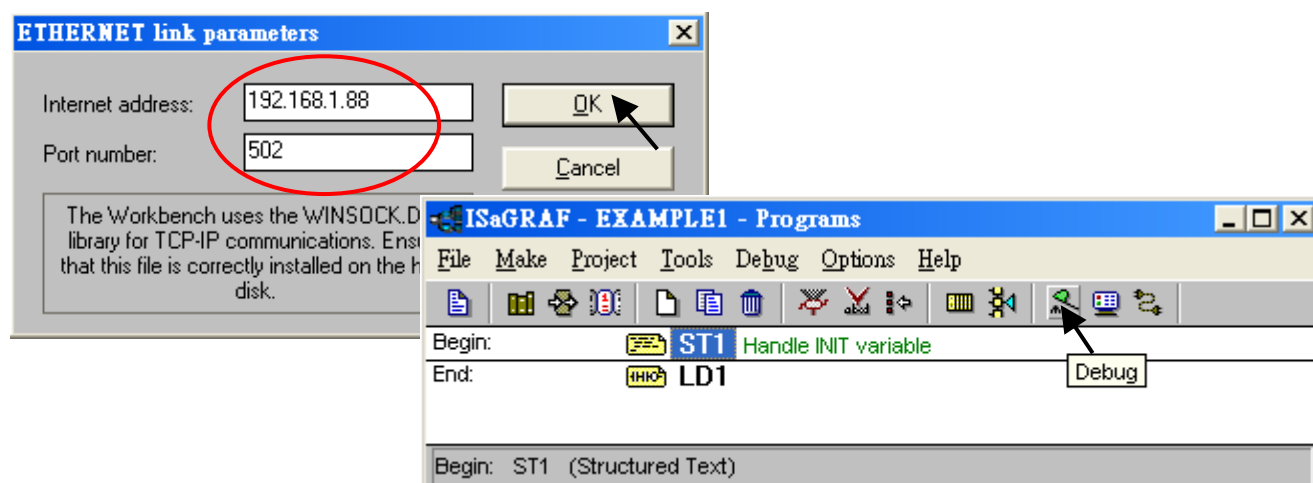 ETHERNET link parameters
Internet address: 192.168.1.88
OK
Port number: 502
Cancel
The Workbench uses the WINSOCK.D
library for TCP-IP communications. Ens
that this file is correctly installed on the h
disk.
ISaGRAF - EXAMPLE1 - Programs
File Make Project Tools Debug Options Help
Begin: ST1 Handle INIT variable
End: LD1
Debug
Begin: ST1 (Structured Text)